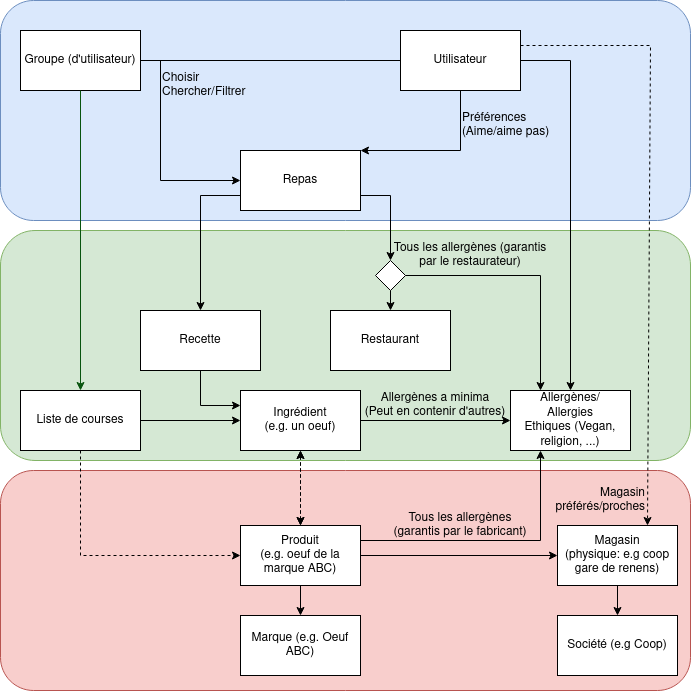 Groupe (d'utilisateur)
Utilisateur
Choisir
Chercher/Filtrer
Préférences
(Aime/aime pas)
Repas
Tous les allergènes (garantis
par le restaurateur)
Recette
Restaurant
Liste de courses
Ingrédient
(e.g. un oeuf)
Allergènes a minima
(Peut en contenir d'autres)
Allergènes/
Allergies
Ethiques (Vegan,
religion, ...)
Magasin
préférés/proches
Tous les allergènes
(garantis par le fabricant)
Produit
(e.g. oeuf de la
marque ABC)
Magasin
(physique: e.g coop
gare de renens)
Marque (e.g. Oeuf
ABC)
Société (e.g Coop)